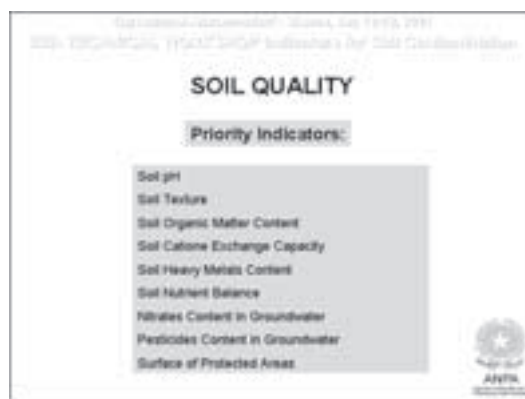 SOIL QUALITY
Priority Indicators:
Soil pH
Soil Texture
Soil Organic Matter Content
Soil Catione Exchange Capacity
Soil Heavy Metals Content
Soil Nutrient Balance
Nitrates Content in Groundwater
Pesticides Content in Groundwater
Surface of Protected Areas
ANPA